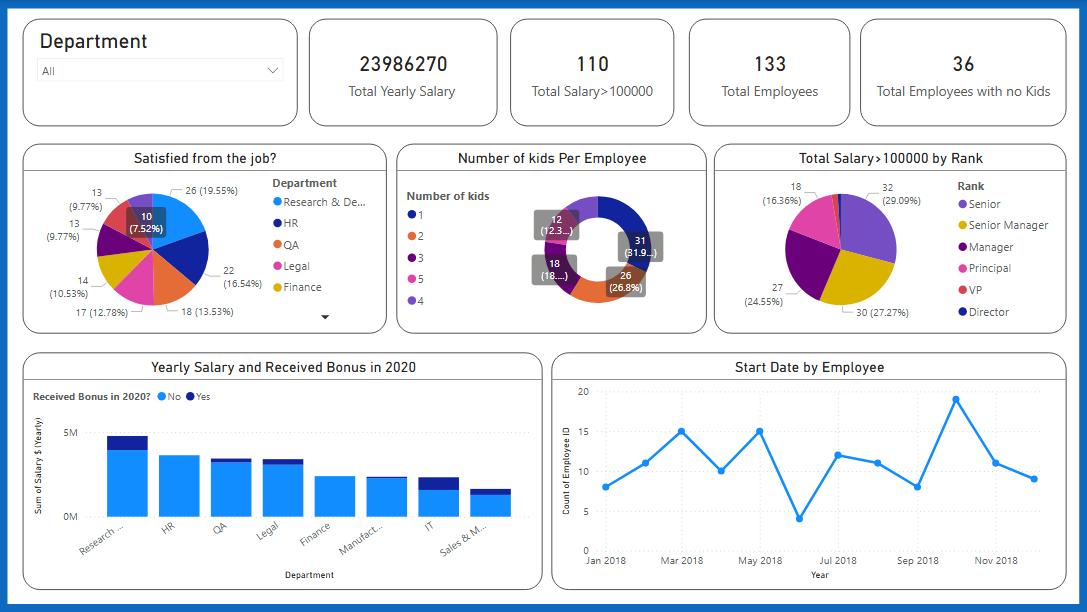 Department
All
23986270
Total Yearly Salary
110
Total Salary>100000
133
Total Employees
36
Total Employees with no Kids
Satisfied from the job?
26 (19.55%)
22
(16.54%)
18 (13.53%)
17 (12.78%)
14
(10.53%)
13
(9.77%)
13
(9.77%)
10
(7.52%)
Department
Research & De...
HR
QA
Legal
Finance
Number of kids Per Employee
Number of kids
1
2
3
5
4
31
(31.9...)
26
(26.8%)
18
(18....)
12
(12.3...)
Total Salary>100000 by Rank
32
(29.09%)
30 (27.27%)
27
(24.55%)
18
(16.36%)
Rank
Senior
Senior Manager
Manager
Principal
VP
Director
Yearly Salary and Received Bonus in 2020
Received Bonus in 2020? No Yes
Sum of Salary $ (Yearly)
5M
0M
Research ...
HR
QA
Legal
Finance
Manufact...
IT
Sales & M...
Department
Start Date by Employee
Count of Employee ID
20
15
10
5
0
Jan 2018
Mar 2018
May 2018
Jul 2018
Sep 2018
Nov 2018
Year